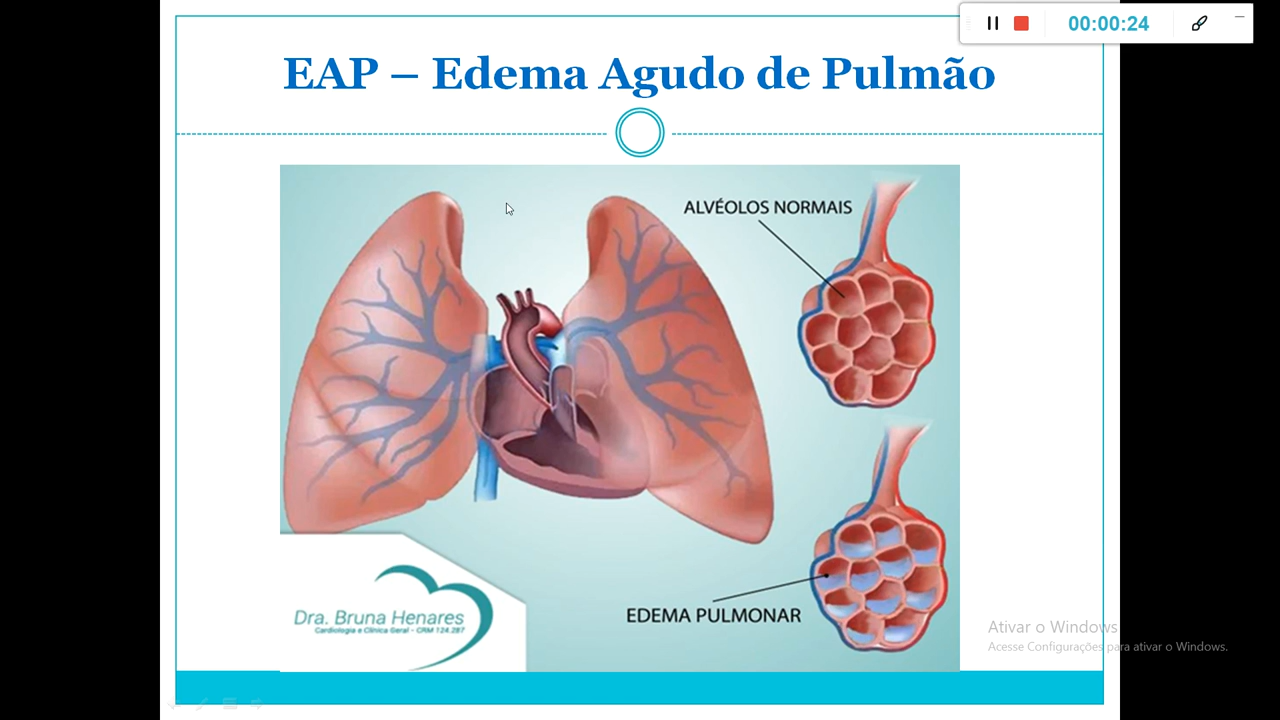 00:00:24
EAP – Edema Agudo de Pulmão
ALVÉOLOS NORMAIS
EDEMA PULMONAR
Dra. Bruna Henares
Cardiologia e Clínica Geral - CRM 124.287
Ativar o Windows
Acesse Configurações para ativar o Windows.